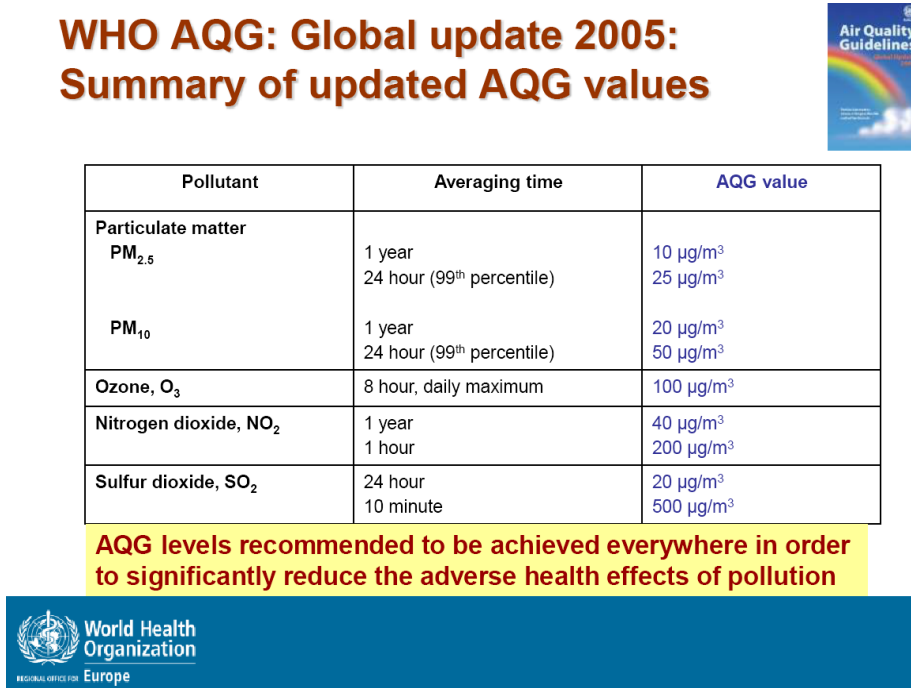 WHO AQG: Global update 2005:
Summary of updated AQG values
Air Quality
Guidelines
Pollutant Averaging time AQG value
Particulate matter
PM2.5 1 year 10 µg/m³
24 hour (99th percentile) 25 µg/m³
PM10 1 year 20 µg/m³
24 hour (99th percentile) 50 µg/m³
Ozone, O3 8 hour, daily maximum 100 µg/m³
Nitrogen dioxide, NO2 1 year 40 µg/m³
1 hour 200 µg/m³
Sulfur dioxide, SO2 24 hour 20 µg/m³
10 minute 500 µg/m³
AQG levels recommended to be achieved everywhere in order
to significantly reduce the adverse health effects of pollution
World Health
Organization
REGIONAL OFFICE FOR Europe